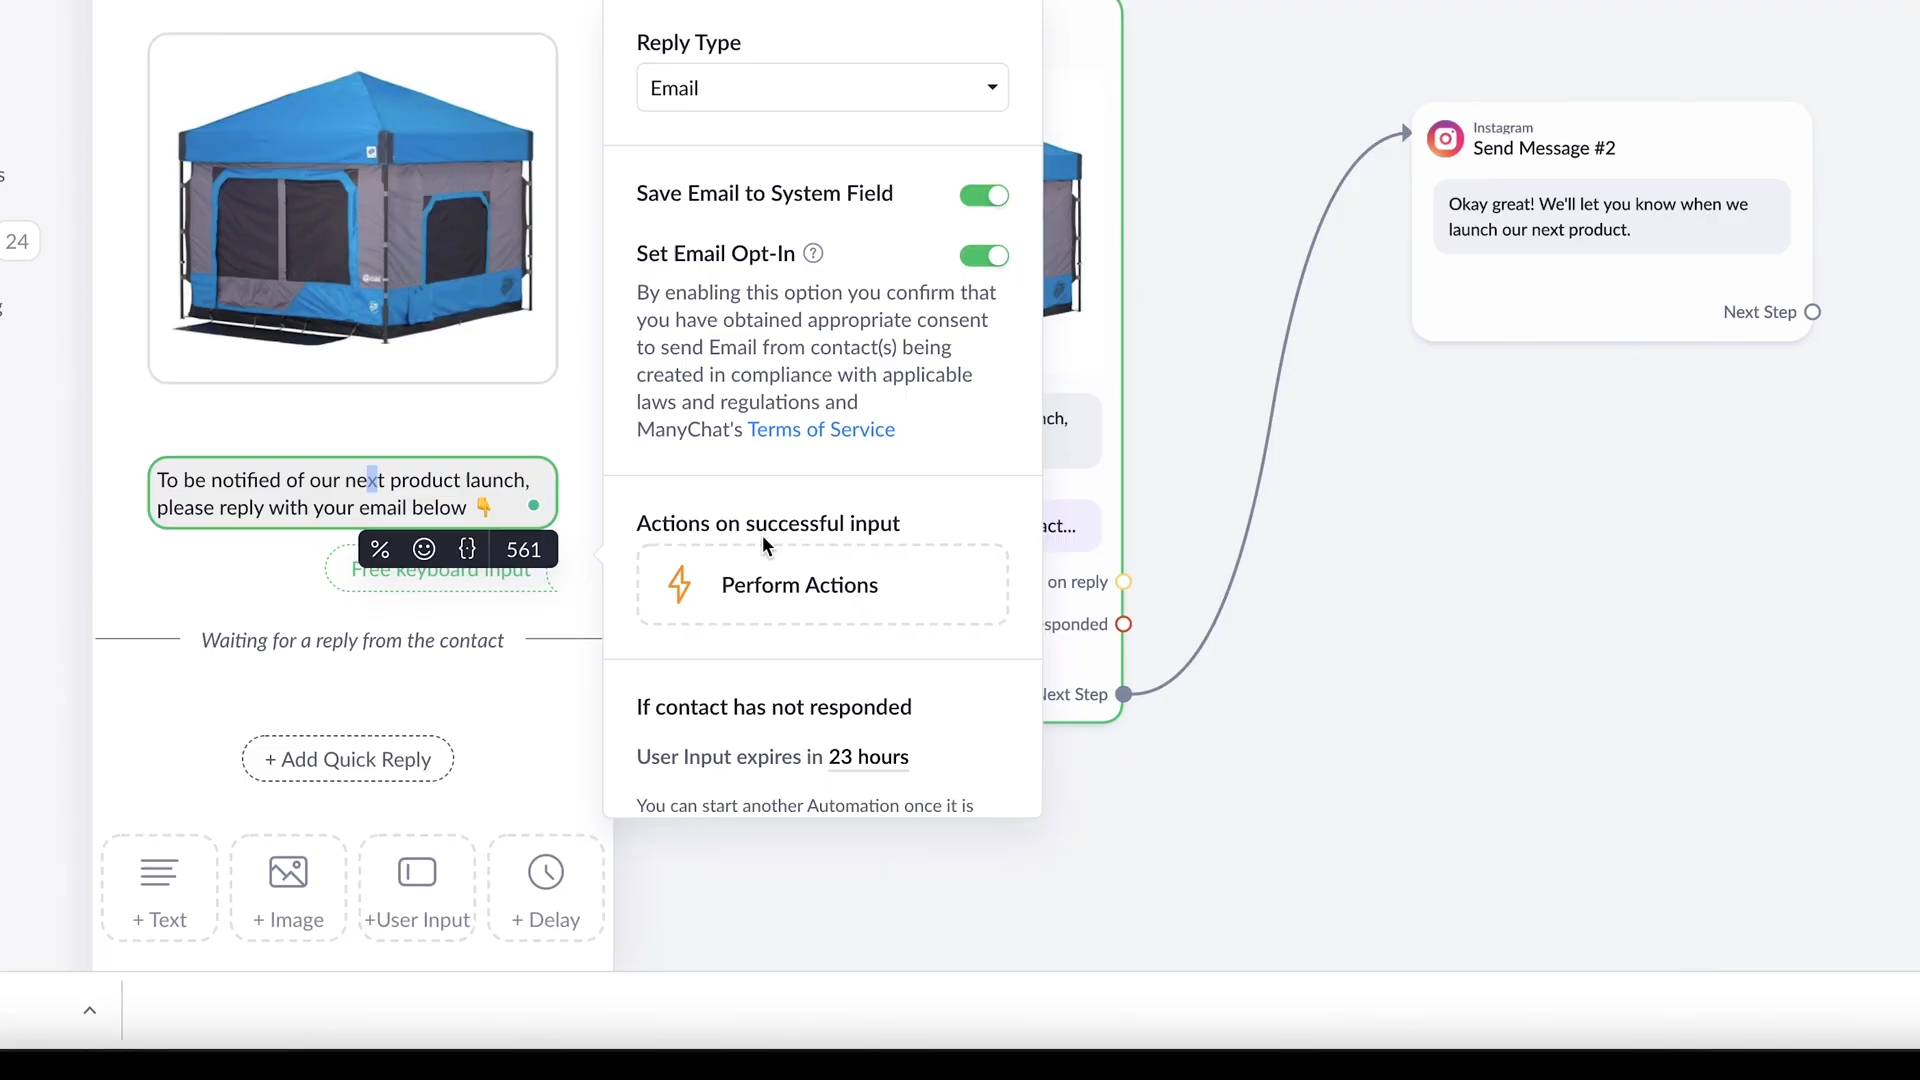 s
24
g
To be notified of our next product launch,
please reply with your email below 👇
561
Free keyboard input
Waiting for a reply from the contact
+ Add Quick Reply
+ Text
+ Image
+User Input
+ Delay
Reply Type
Email
Save Email to System Field
Set Email Opt-In ?
By enabling this option you confirm that
you have obtained appropriate consent
to send Email from contact(s) being
created in compliance with applicable
laws and regulations and
ManyChat's Terms of Service
Actions on successful input
Perform Actions
If contact has not responded
User Input expires in 23 hours
You can start another Automation once it is
nch,
act...
on reply
sponded
Next Step
Instagram
Send Message #2
Okay great! We'll let you know when we
launch our next product.
Next Step